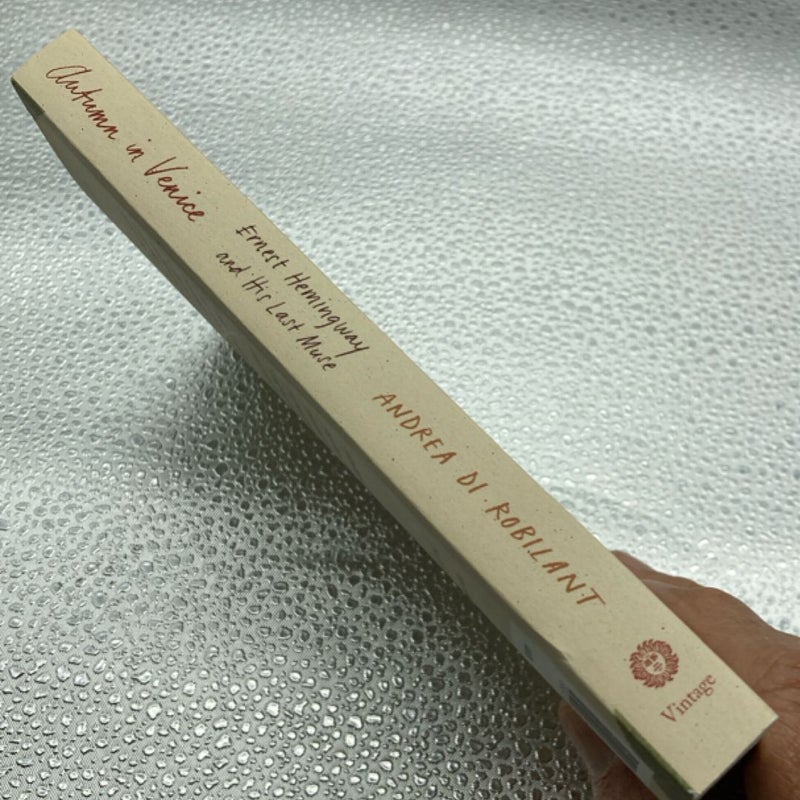 Autumn in Venice
Ernest Hemingway
and His Last Muse
ANDREA DI ROBILANT
Vintage